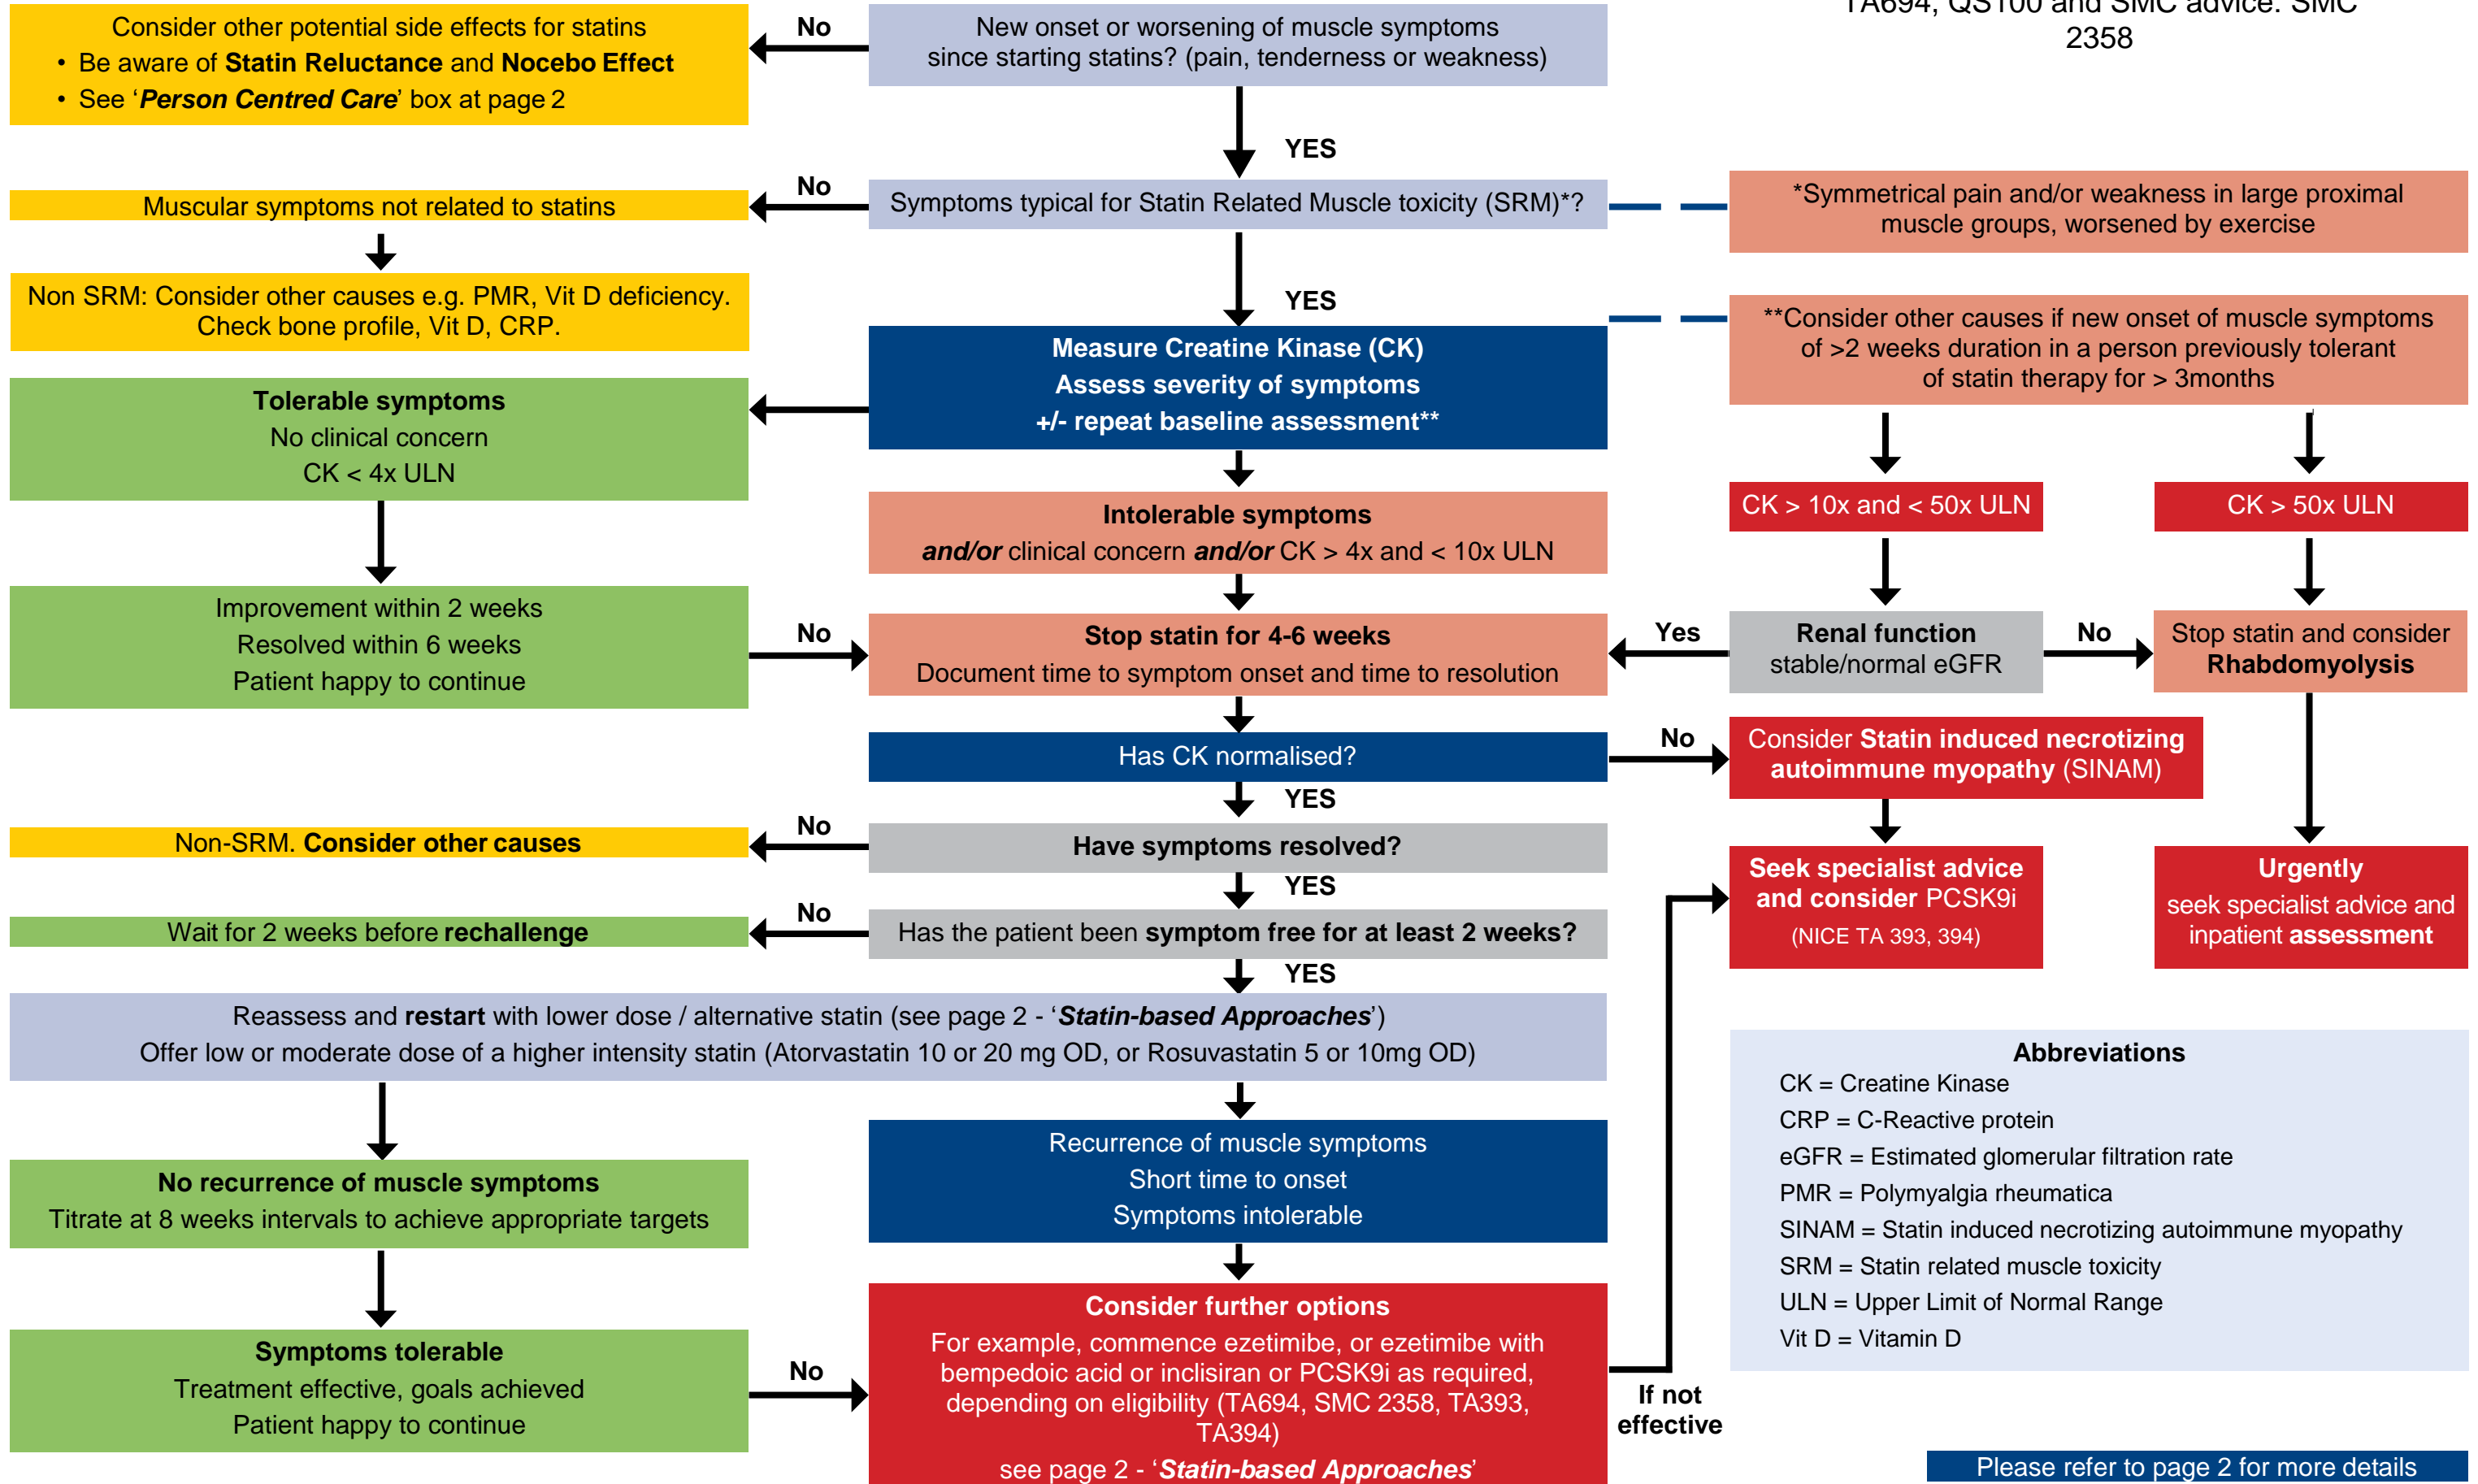 TA694, QS100 and SMC advice: SMC
2358
Consider other potential side effects for statins
• Be aware of Statin Reluctance and Nocebo Effect
• See ‘Person Centred Care’ box at page 2
No
New onset or worsening of muscle symptoms
since starting statins? (pain, tenderness or weakness)
YES
Muscular symptoms not related to statins
No
Symptoms typical for Statin Related Muscle toxicity (SRM)*?
*Symmetrical pain and/or weakness in large proximal
muscle groups, worsened by exercise
Non SRM: Consider other causes e.g. PMR, Vit D deficiency.
Check bone profile, Vit D, CRP.
YES
Measure Creatine Kinase (CK)
Assess severity of symptoms
+/- repeat baseline assessment**
**Consider other causes if new onset of muscle symptoms
of >2 weeks duration in a person previously tolerant
of statin therapy for > 3months
Tolerable symptoms
No clinical concern
CK < 4x ULN
Intolerable symptoms
and/or clinical concern and/or CK > 4x and < 10x ULN
CK > 10x and < 50x ULN
CK > 50x ULN
Improvement within 2 weeks
Resolved within 6 weeks
Patient happy to continue
No
Stop statin for 4-6 weeks
Document time to symptom onset and time to resolution
Yes
Renal function
stable/normal eGFR
No
Stop statin and consider
Rhabdomyolysis
Has CK normalised?
No
Consider Statin induced necrotizing
autoimmune myopathy (SINAM)
YES
Non-SRM. Consider other causes
No
Have symptoms resolved?
YES
Seek specialist advice
and consider PCSK9i
(NICE TA 393, 394)
Urgently
seek specialist advice and
inpatient assessment
Wait for 2 weeks before rechallenge
No
Has the patient been symptom free for at least 2 weeks?
YES
Reassess and restart with lower dose / alternative statin (see page 2 - ‘Statin-based Approaches’)
Offer low or moderate dose of a higher intensity statin (Atorvastatin 10 or 20 mg OD, or Rosuvastatin 5 or 10mg OD)
No recurrence of muscle symptoms
Titrate at 8 weeks intervals to achieve appropriate targets
Recurrence of muscle symptoms
Short time to onset
Symptoms intolerable
Symptoms tolerable
Treatment effective, goals achieved
Patient happy to continue
No
Consider further options
For example, commence ezetimibe, or ezetimibe with
bempedoic acid or inclisiran or PCSK9i as required,
depending on eligibility (TA694, SMC 2358, TA393,
TA394)
see page 2 - ‘Statin-based Approaches’
If not
effective
Abbreviations
CK = Creatine Kinase
CRP = C-Reactive protein
eGFR = Estimated glomerular filtration rate
PMR = Polymyalgia rheumatica
SINAM = Statin induced necrotizing autoimmune myopathy
SRM = Statin related muscle toxicity
ULN = Upper Limit of Normal Range
Vit D = Vitamin D
Please refer to page 2 for more details